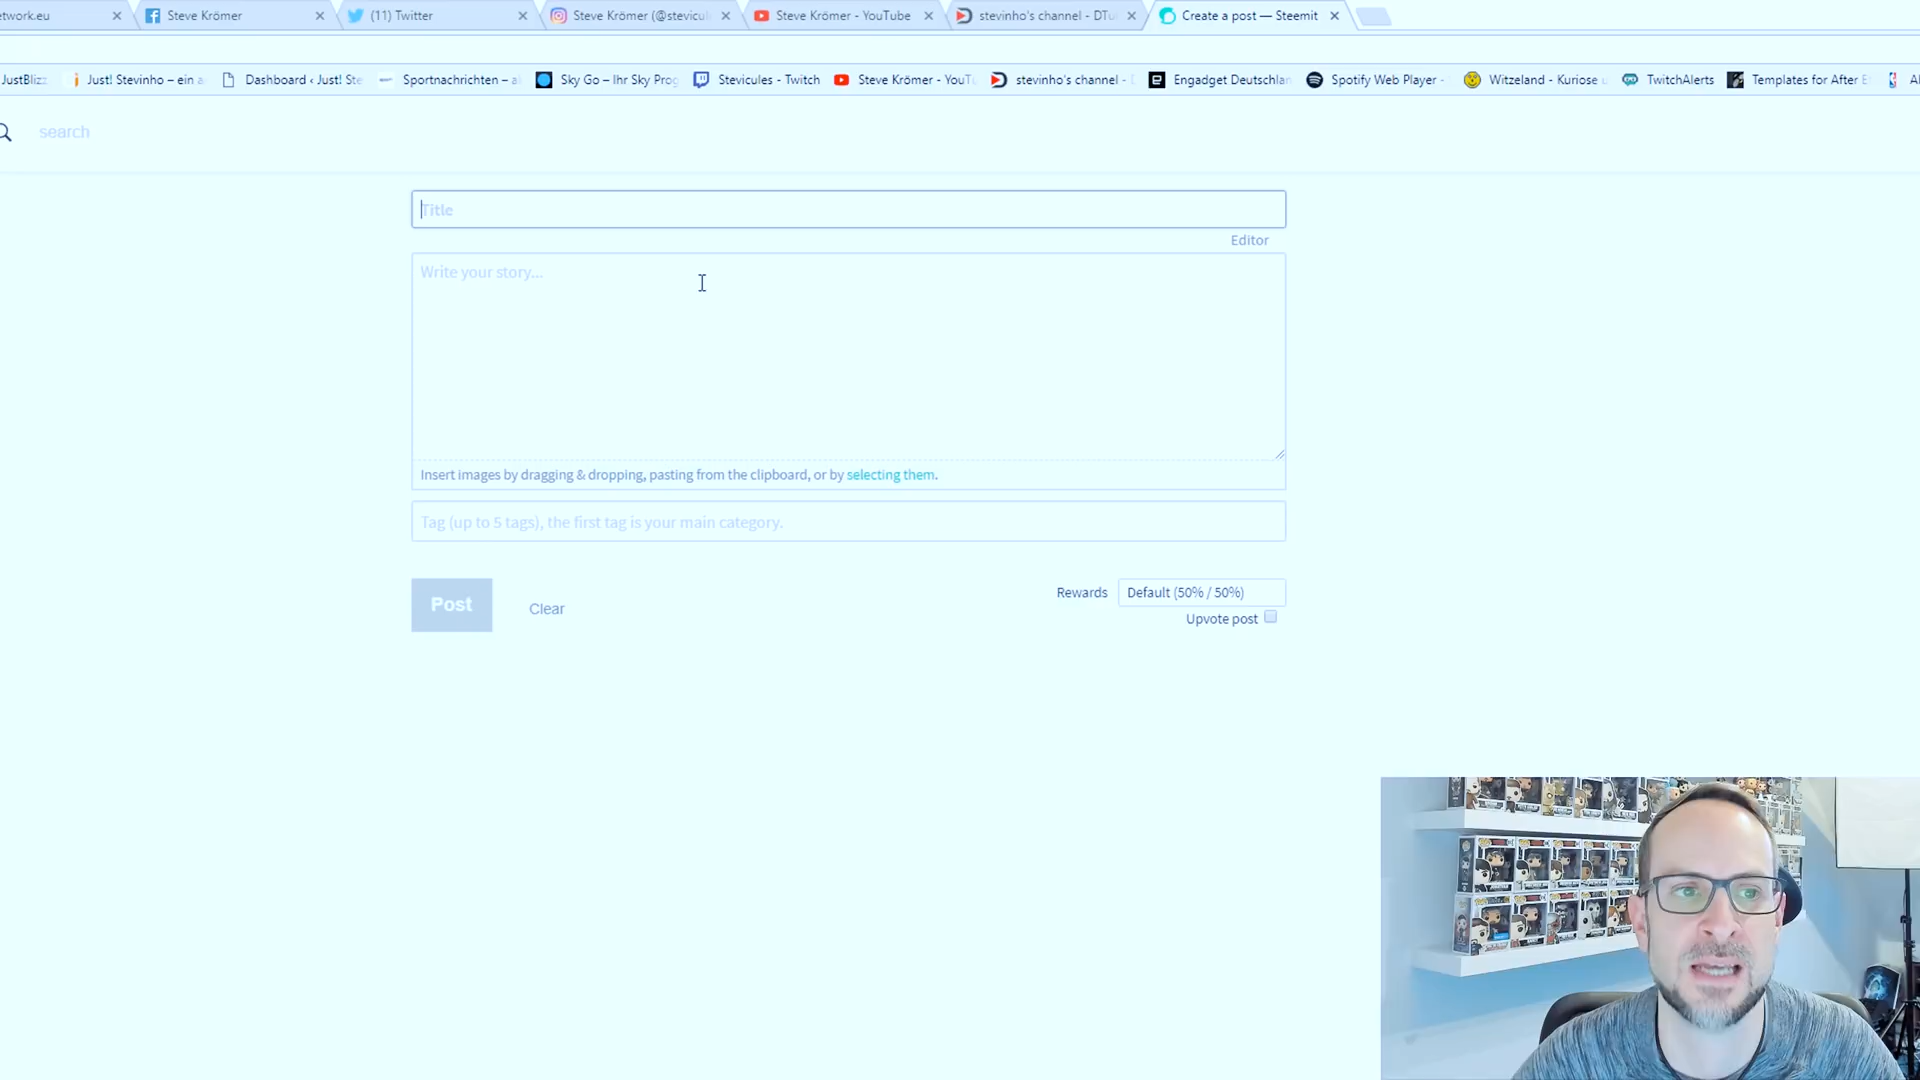 etwork.eu
Steve Krömer
(11) Twitter
Steve Krömer (@stevicul
Steve Krömer - YouTube
stevinho's channel - DTu
Create a post — Steemit
JustBlizz
Just! Stevinho – ein a
Dashboard ‹ Just! Ste
Sportnachrichten – a
Sky Go – Ihr Sky Prog
Stevicules - Twitch
Steve Krömer - YouTu
stevinho's channel - D
Engadget Deutschlan
Spotify Web Player -
Witzeland - Kuriose u
TwitchAlerts
Templates for After E
search
Title
Editor
Write your story...
Insert images by dragging & dropping, pasting from the clipboard, or by selecting them.
Tag (up to 5 tags), the first tag is your main category.
Post
Clear
Rewards
Default (50% / 50%)
Upvote post